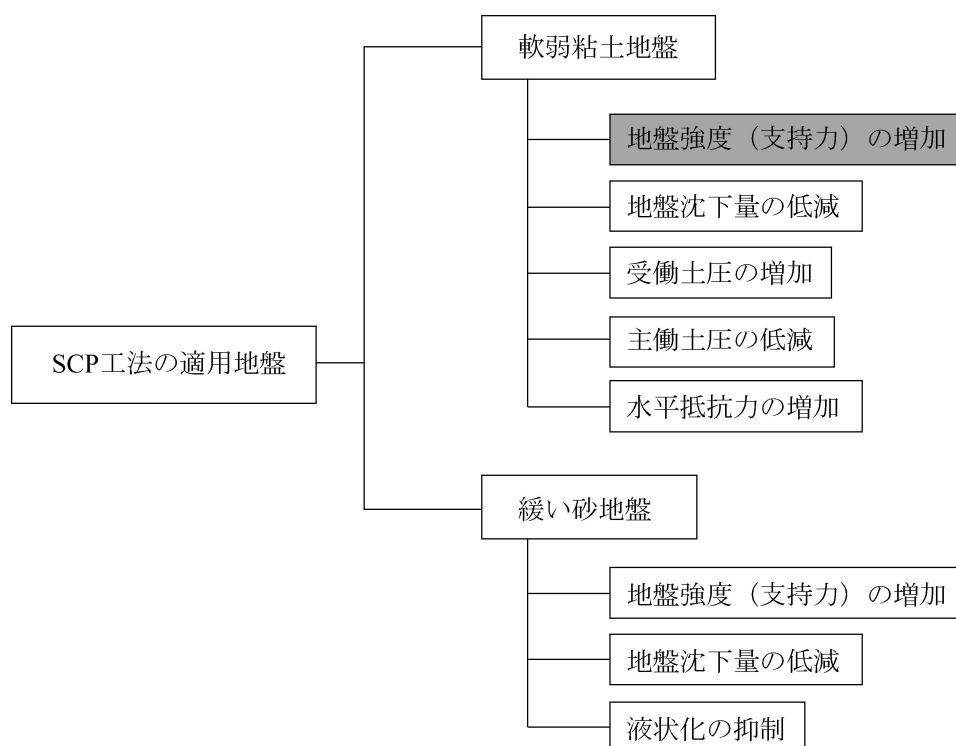 軟弱粘土地盤
地盤強度（支持力）の増加
地盤沈下量の低減
受働土圧の増加
主働土圧の低減
水平抵抗力の増加
SCP工法の適用地盤
緩い砂地盤
地盤強度（支持力）の増加
地盤沈下量の低減
液状化の抑制